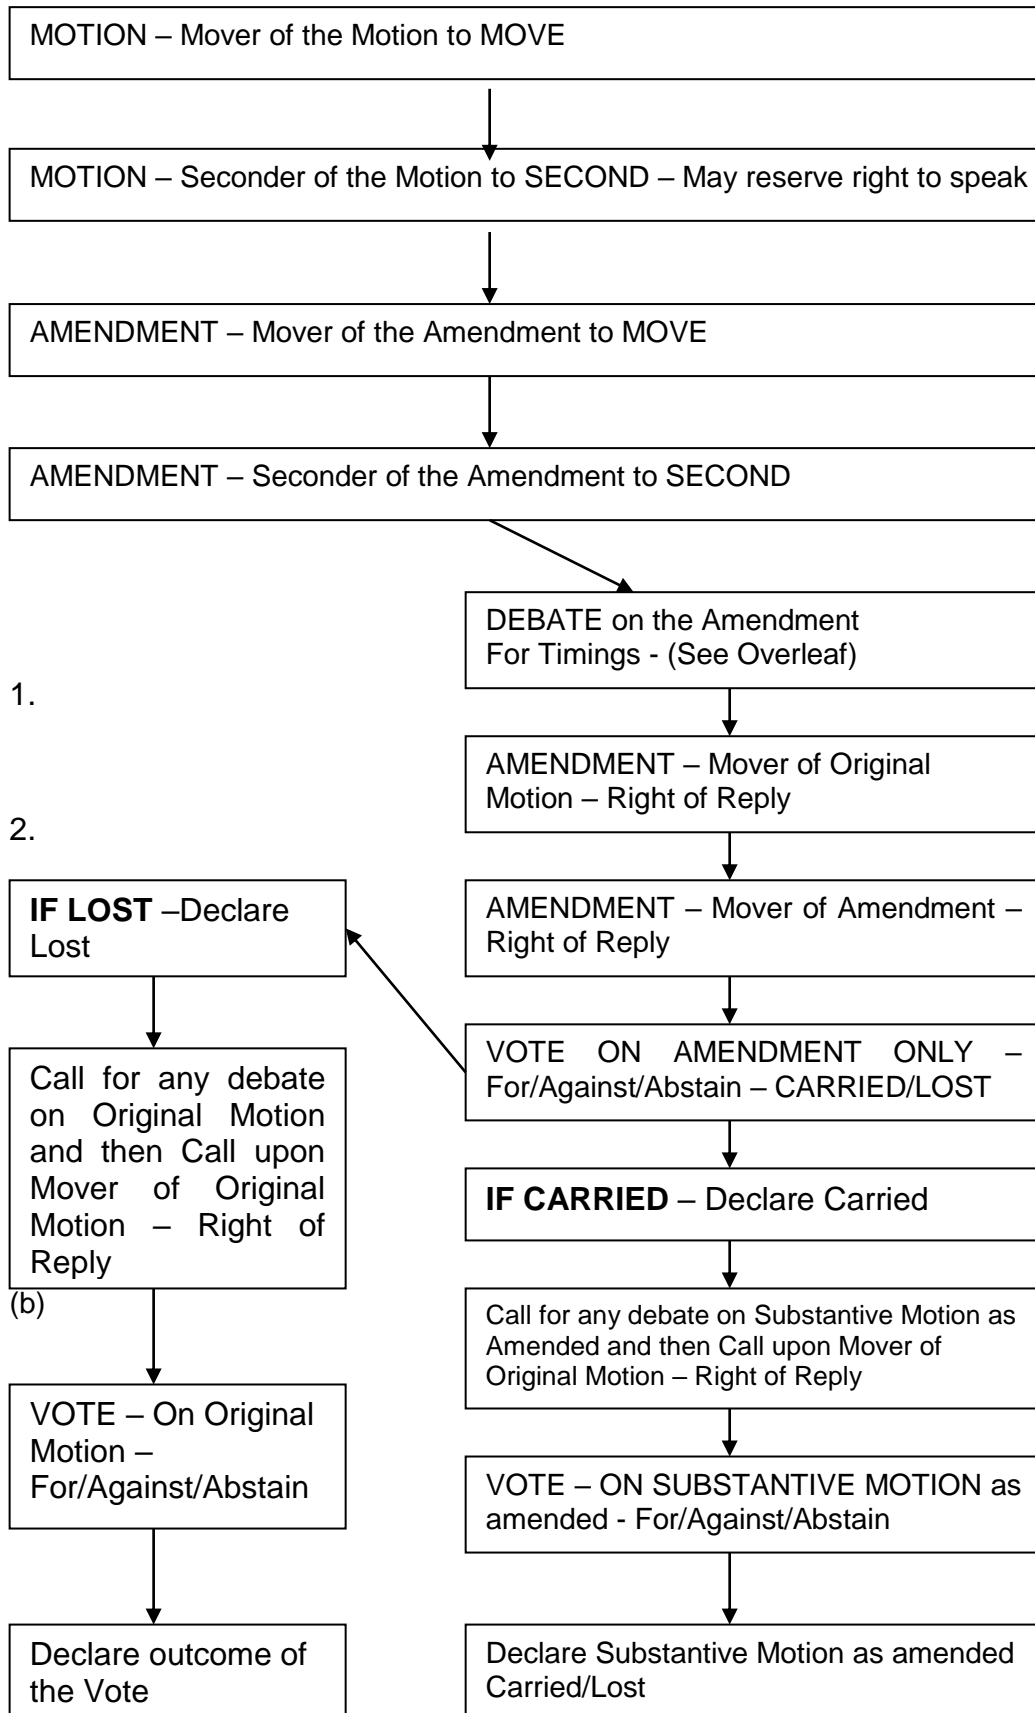 MOTION – Mover of the Motion to MOVE
MOTION – Seconder of the Motion to SECOND – May reserve right to speak
AMENDMENT – Mover of the Amendment to MOVE
AMENDMENT – Seconder of the Amendment to SECOND
DEBATE on the Amendment
For Timings - (See Overleaf)
1.
AMENDMENT – Mover of Original
Motion – Right of Reply
2.
AMENDMENT – Mover of Amendment –
Right of Reply
VOTE ON AMENDMENT ONLY –
For/Against/Abstain – CARRIED/LOST
IF LOST –Declare
Lost
Call for any debate
on Original Motion
and then Call upon
Mover of Original
Motion – Right of
Reply
(b)
VOTE – On Original
Motion –
For/Against/Abstain
Declare outcome of
the Vote
IF CARRIED – Declare Carried
Call for any debate on Substantive Motion as
Amended and then Call upon Mover of
Original Motion – Right of Reply
VOTE – ON SUBSTANTIVE MOTION as
amended - For/Against/Abstain
Declare Substantive Motion as amended
Carried/Lost